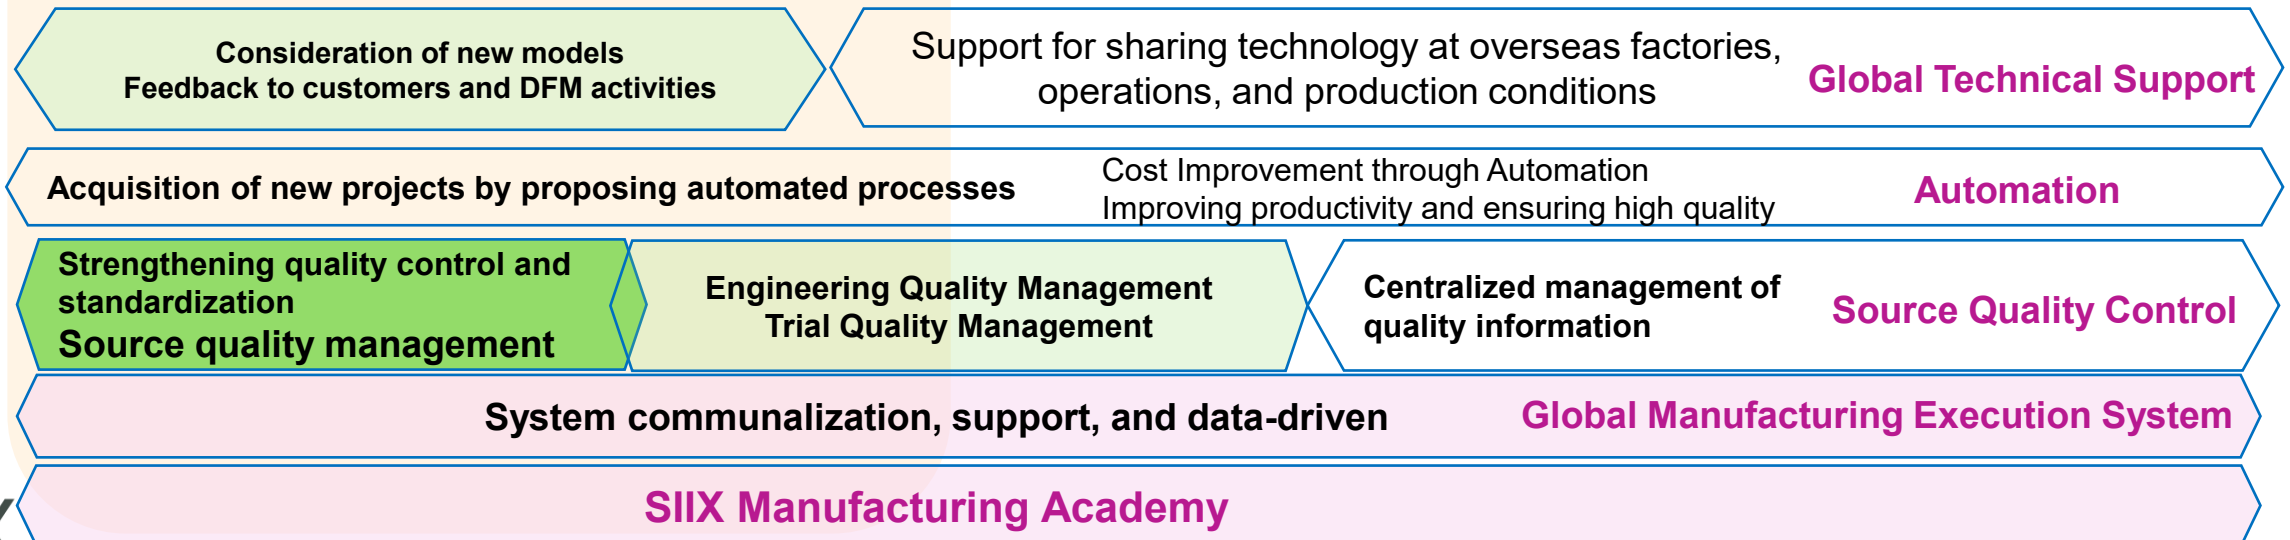 Consideration of new models
Feedback to customers and DFM activities
Support for sharing technology at overseas factories,
operations, and production conditions
Global Technical Support
Acquisition of new projects by proposing automated processes
Cost Improvement through Automation
Improving productivity and ensuring high quality
Automation
Strengthening quality control and
standardization
Source quality management
Engineering Quality Management
Trial Quality Management
Centralized management of
quality information
Source Quality Control
System communalization, support, and data-driven
Global Manufacturing Execution System
SIIX Manufacturing Academy